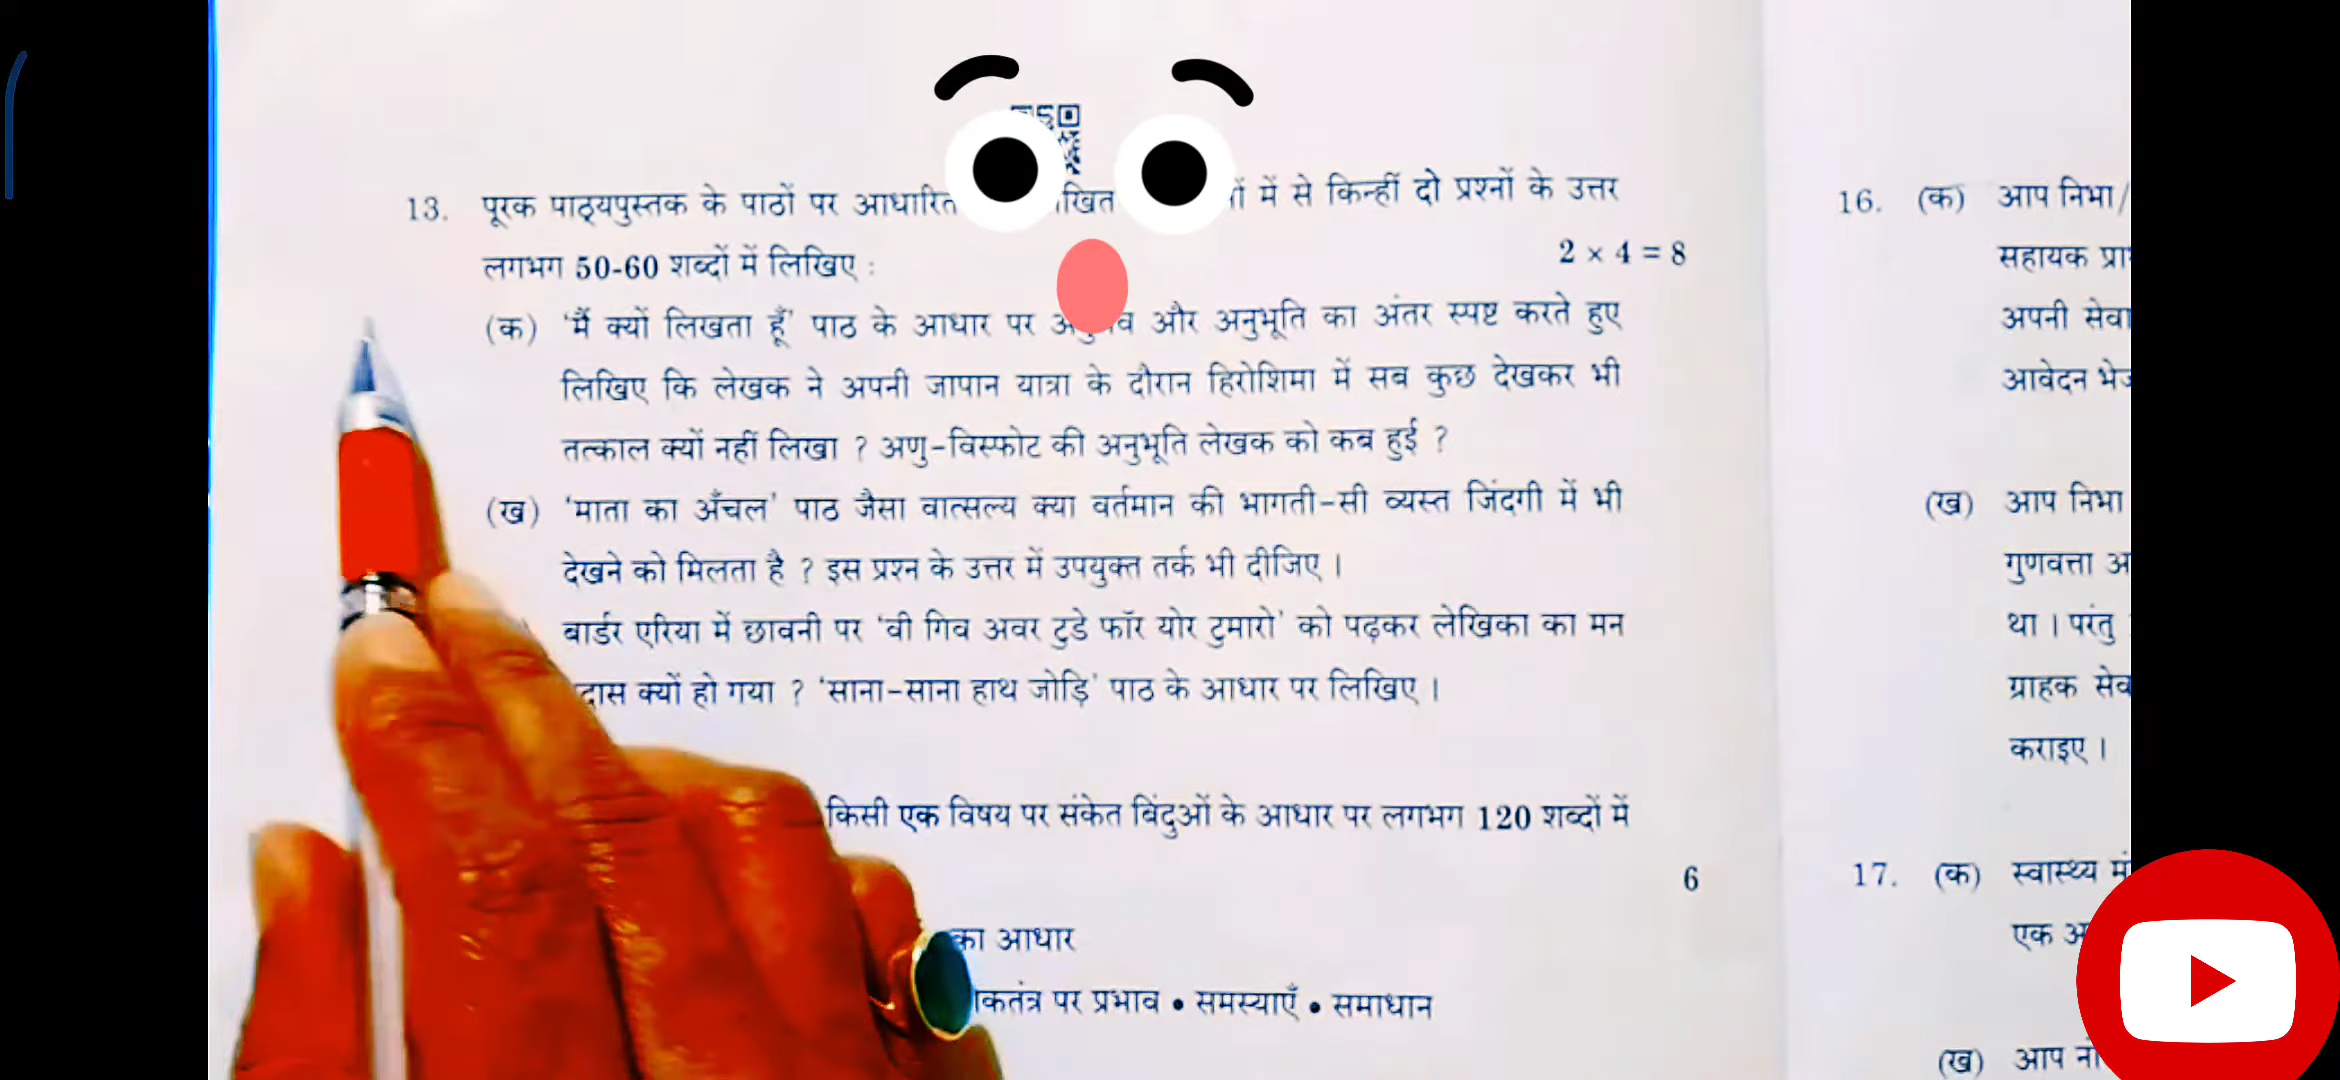 13. पूरक पाठ्यपुस्तक के पाठों पर आधारित में से किन्हीं दो प्रश्नों के उत्तर
लगभग 50-60 शब्दों में लिखिए :
2 × 4 = 8
(क) ‘मैं क्यों लिखता हूँ’ पाठ के आधार पर और अनुभूति का अंतर स्पष्ट करते हुए
लिखिए कि लेखक ने अपनी जापान यात्रा के दौरान हिरोशिमा में सब कुछ देखकर भी
तत्काल क्यों नहीं लिखा ? अणु-विस्फोट की अनुभूति लेखक को कब हुई ?
(ख) ‘माता का अँचल’ पाठ जैसा वात्सल्य क्या वर्तमान की भागती-सी व्यस्त जिंदगी में भी
देखने को मिलता है ? इस प्रश्न के उत्तर में उपयुक्त तर्क भी दीजिए ।
बार्डर एरिया में छावनी पर ‘वी गिव अवर टुडे फॉर योर टुमारो’ को पढ़कर लेखिका का मन
क्यों हो गया ? ‘साना-साना हाथ जोड़ि’ पाठ के आधार पर लिखिए ।
किसी एक विषय पर संकेत बिंदुओं के आधार पर लगभग 120 शब्दों में
6
का आधार
पर प्रभाव • समस्याएँ • समाधान
16. (क) आप निभा/
सहायक
अपनी
आवेदन
(ख) आप निभा
गुणवत्ता
था । परंतु
ग्राहक
कराइए ।
17. (क) स्वास्थ्य
एक
(ख) आप